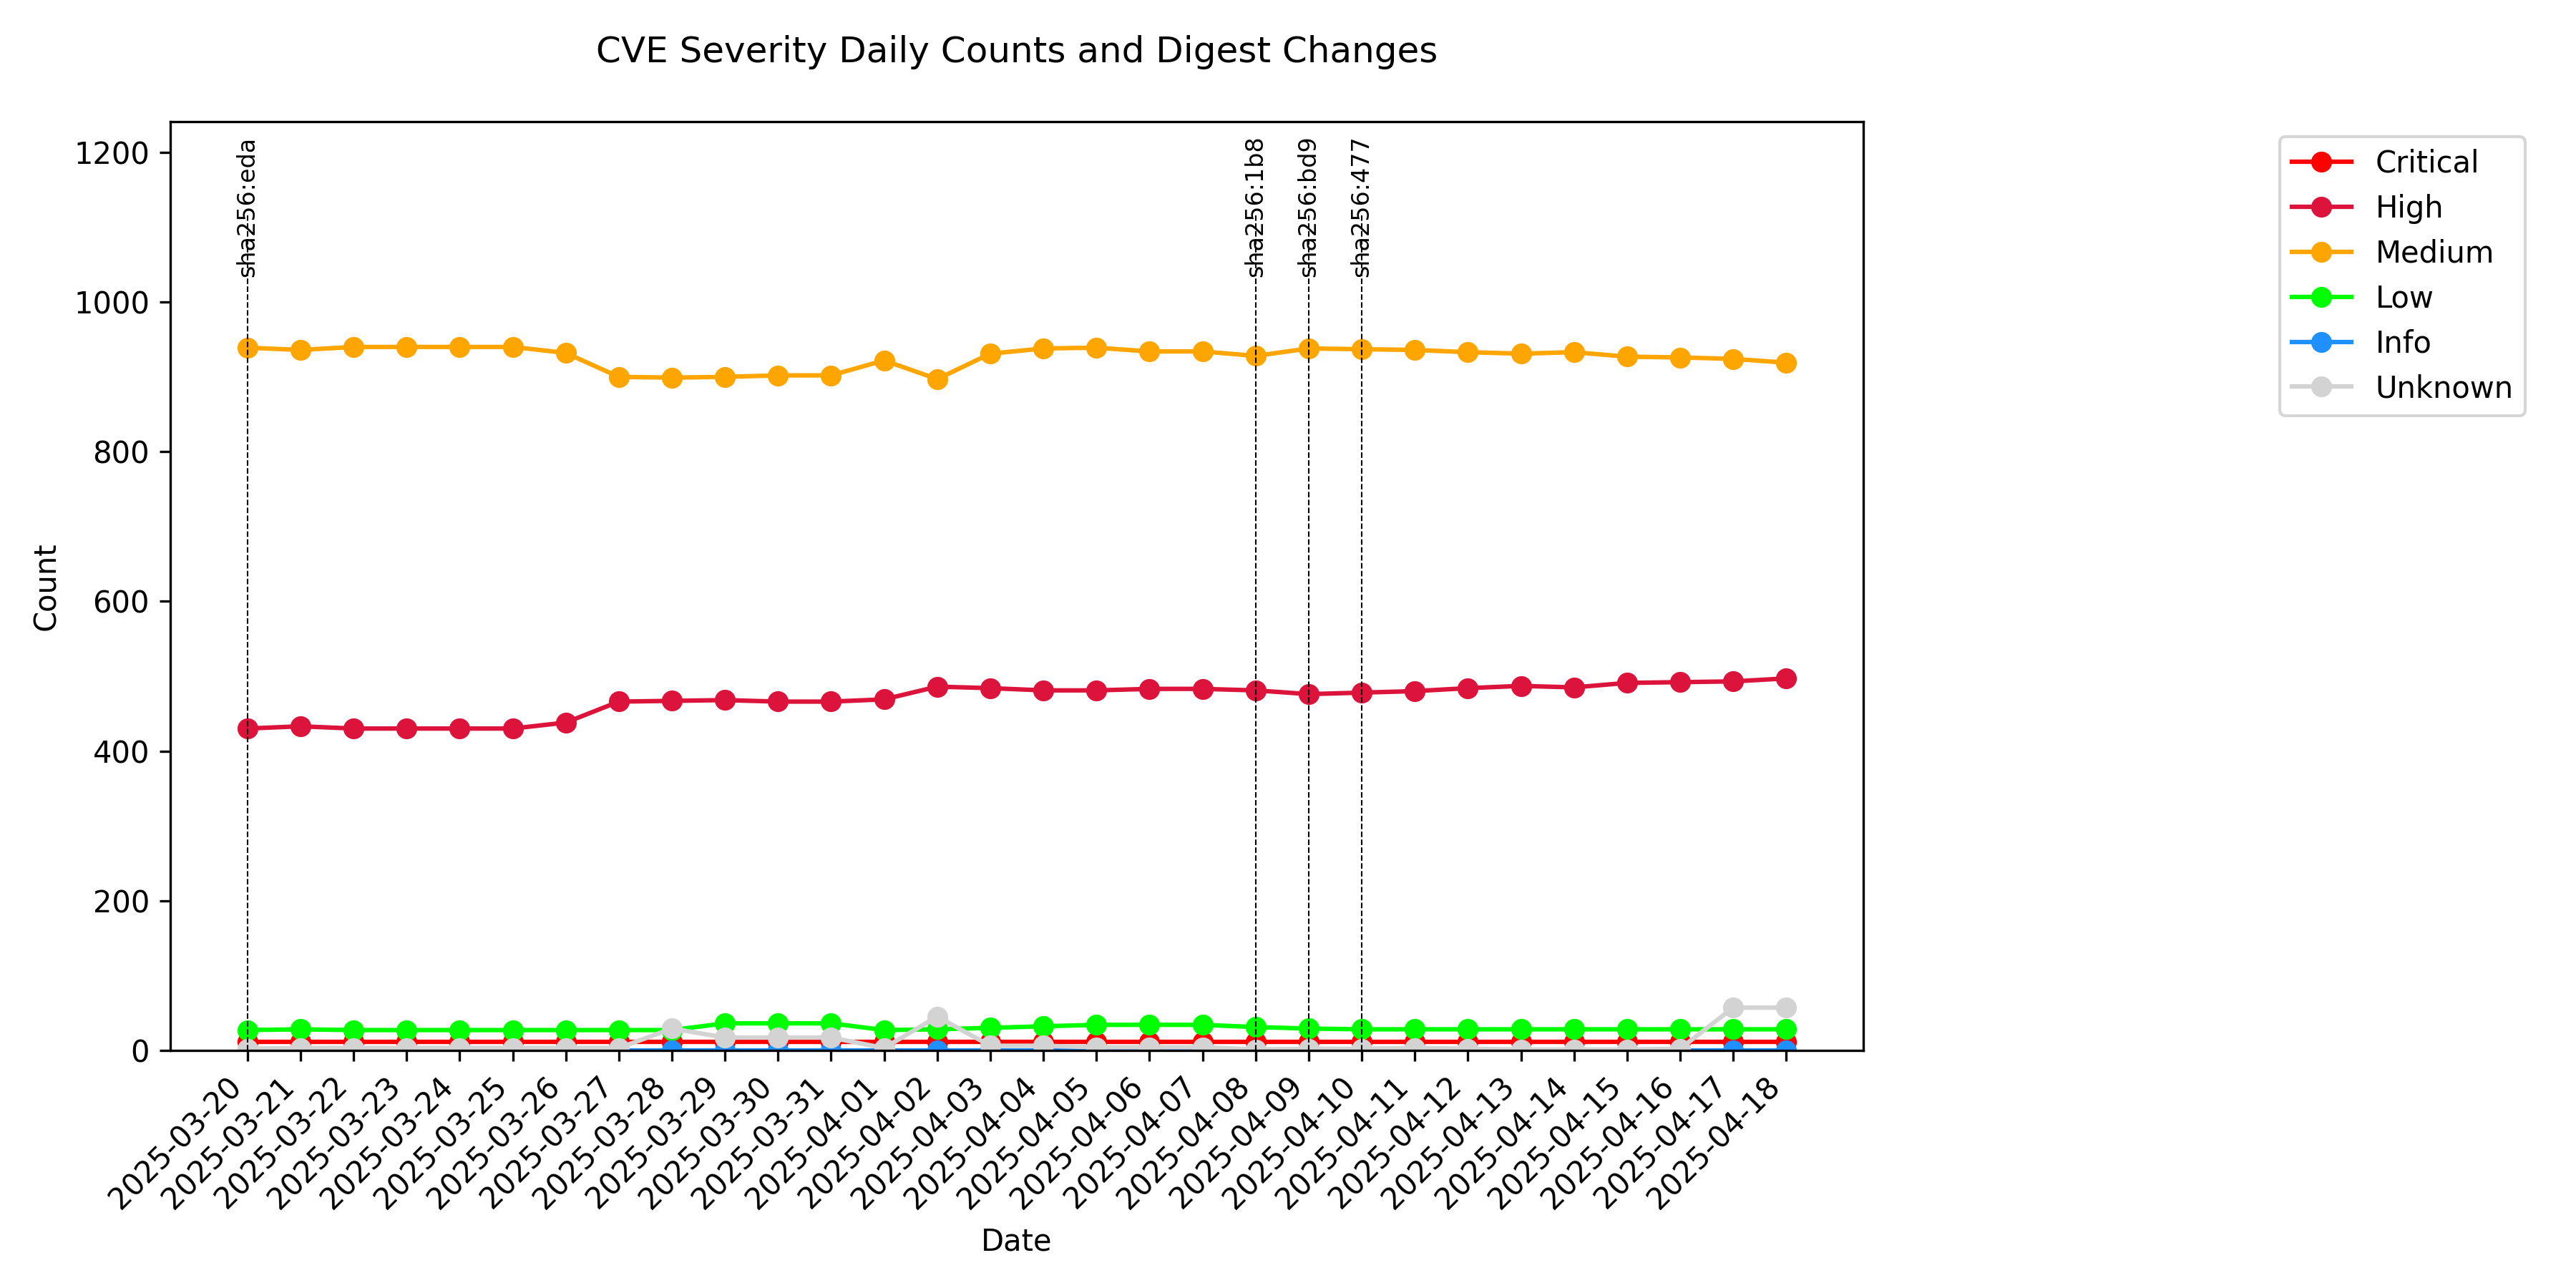 CVE Severity Daily Counts and Digest Changes
sha256:eda
sha256:1b8
sha256:bd9
sha256:477
Critical
High
Medium
Low
Info
Unknown
1200
1000
800
600
400
200
0
Count
2025-03-20
2025-03-21
2025-03-22
2025-03-23
2025-03-24
2025-03-25
2025-03-26
2025-03-27
2025-03-28
2025-03-29
2025-03-30
2025-03-31
2025-04-01
2025-04-02
2025-04-03
2025-04-04
2025-04-05
2025-04-06
2025-04-07
2025-04-08
2025-04-09
2025-04-10
2025-04-11
2025-04-12
2025-04-13
2025-04-14
2025-04-15
2025-04-16
2025-04-17
2025-04-18
Date